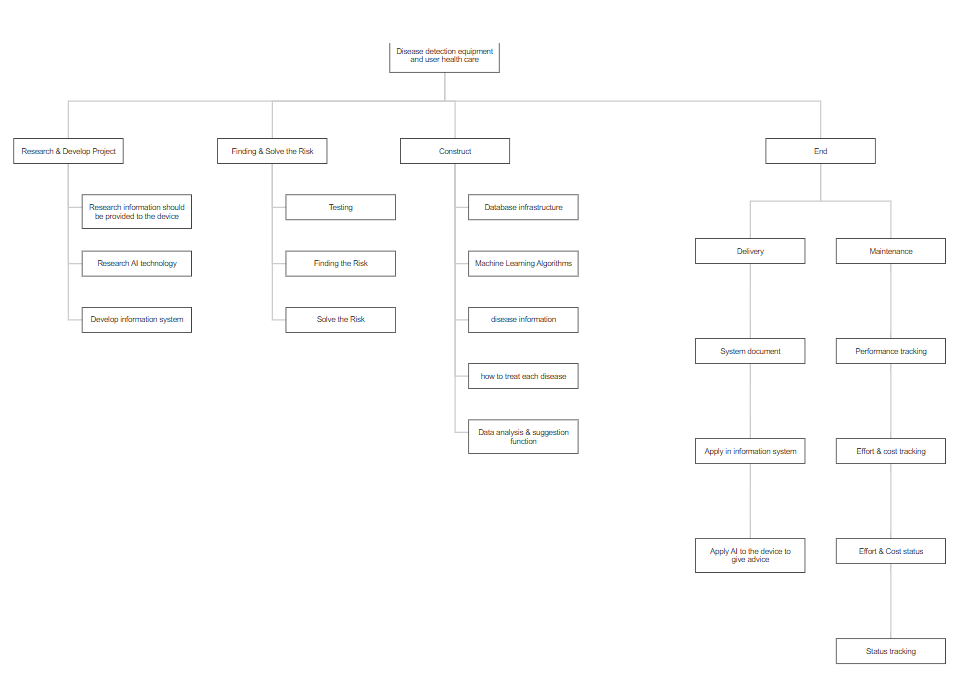 Disease detection equipment
and user health care
Research & Develop Project
Finding & Solve the Risk
Construct
End
Research information should
be provided to the device
Research AI technology
Develop information system
Testing
Finding the Risk
Solve the Risk
Database infrastructure
Machine Learning Algorithms
disease information
how to treat each disease
Data analysis & suggestion
function
Delivery
System document
Apply in information system
Apply AI to the device to
give advice
Maintenance
Performance tracking
Effort & cost tracking
Effort & Cost status
Status tracking